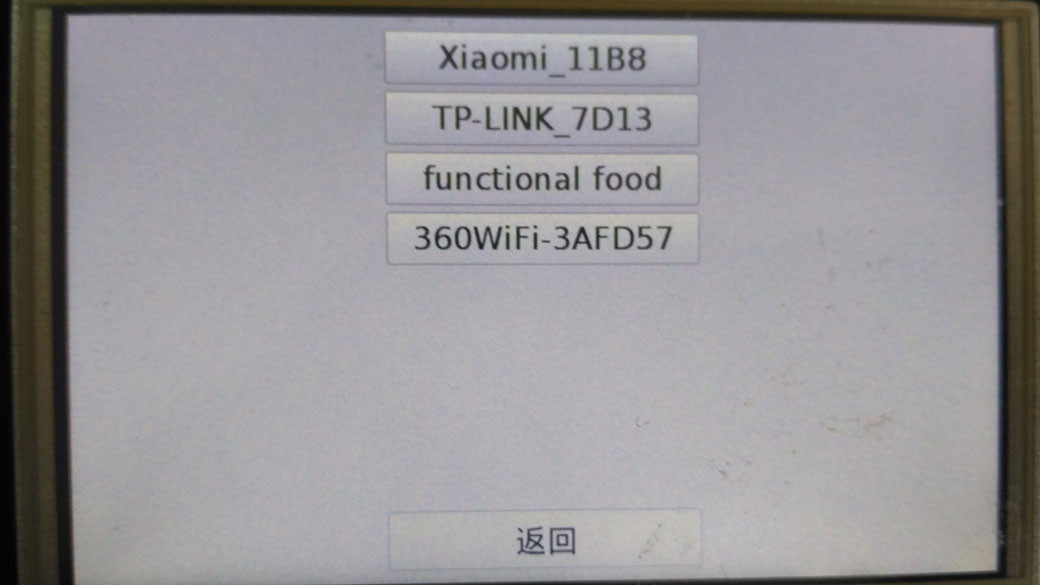 Xiaomi_11B8
TP-LINK_7D13
functional food
360WiFi-3AFD57
返回